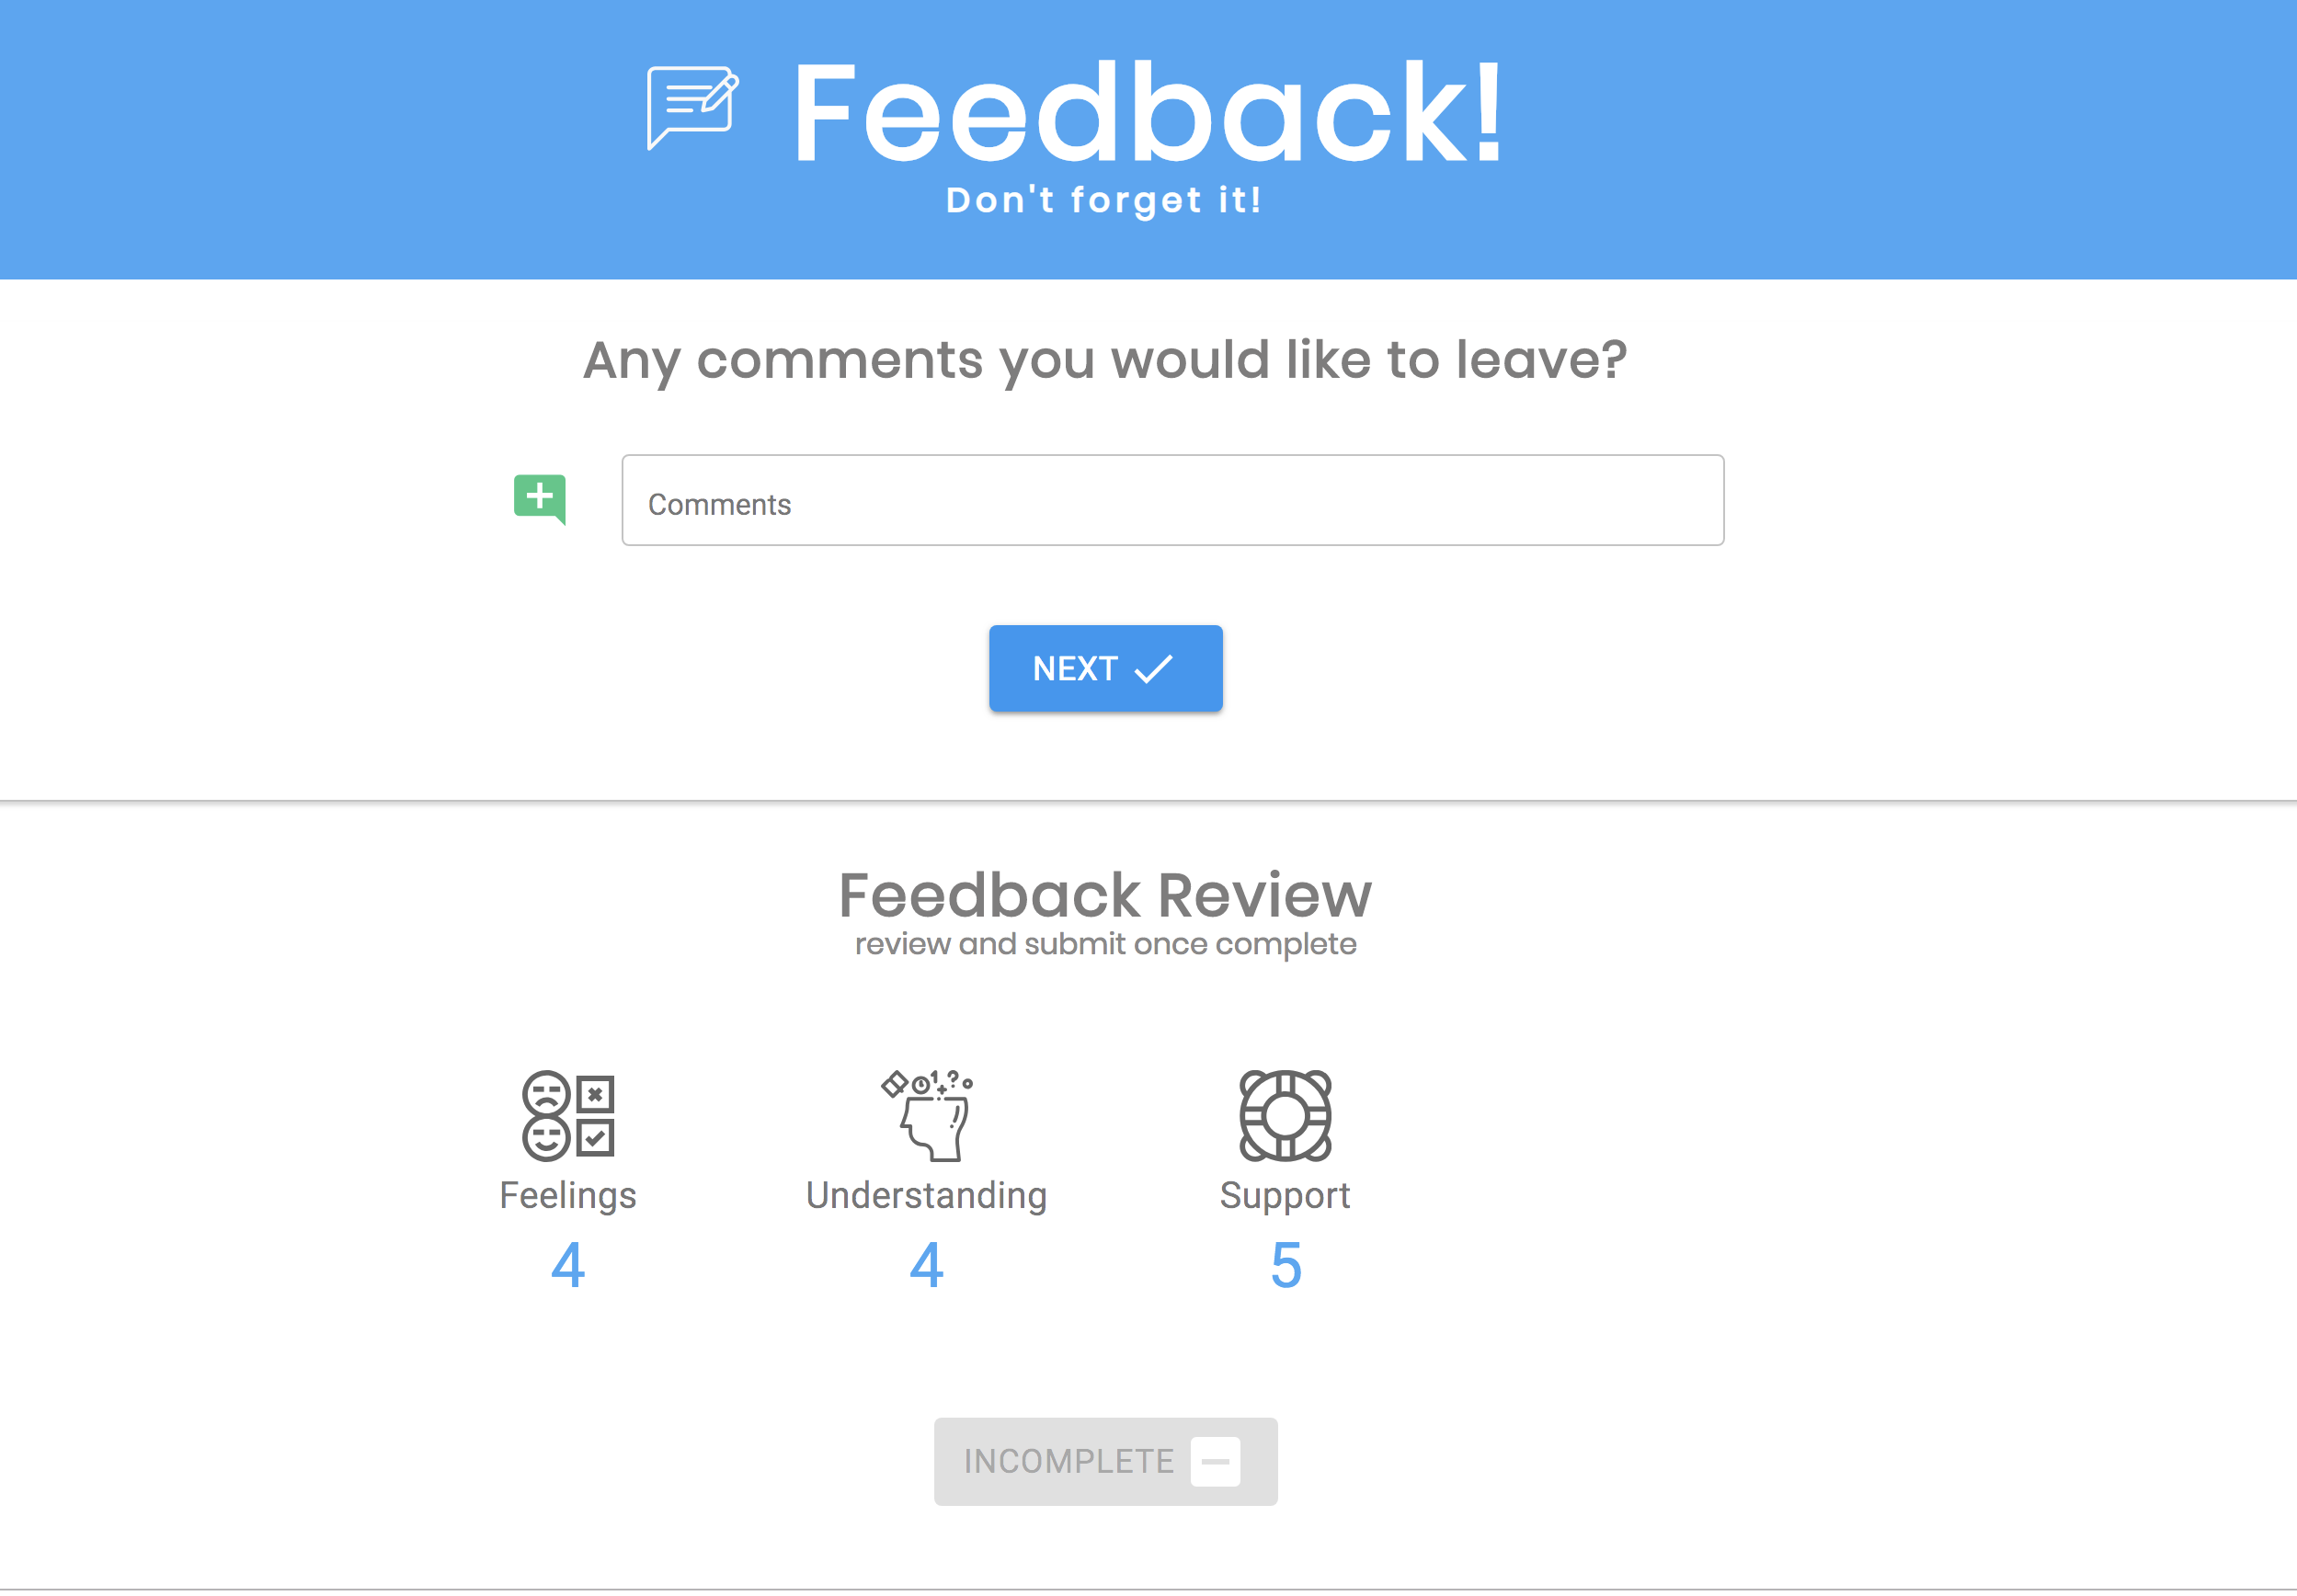 Feedback!
Don't forget it!
Any comments you would like to leave?
Comments
NEXT
Feedback Review
review and submit once complete
Feelings
Understanding
Support
4
4
5
INCOMPLETE